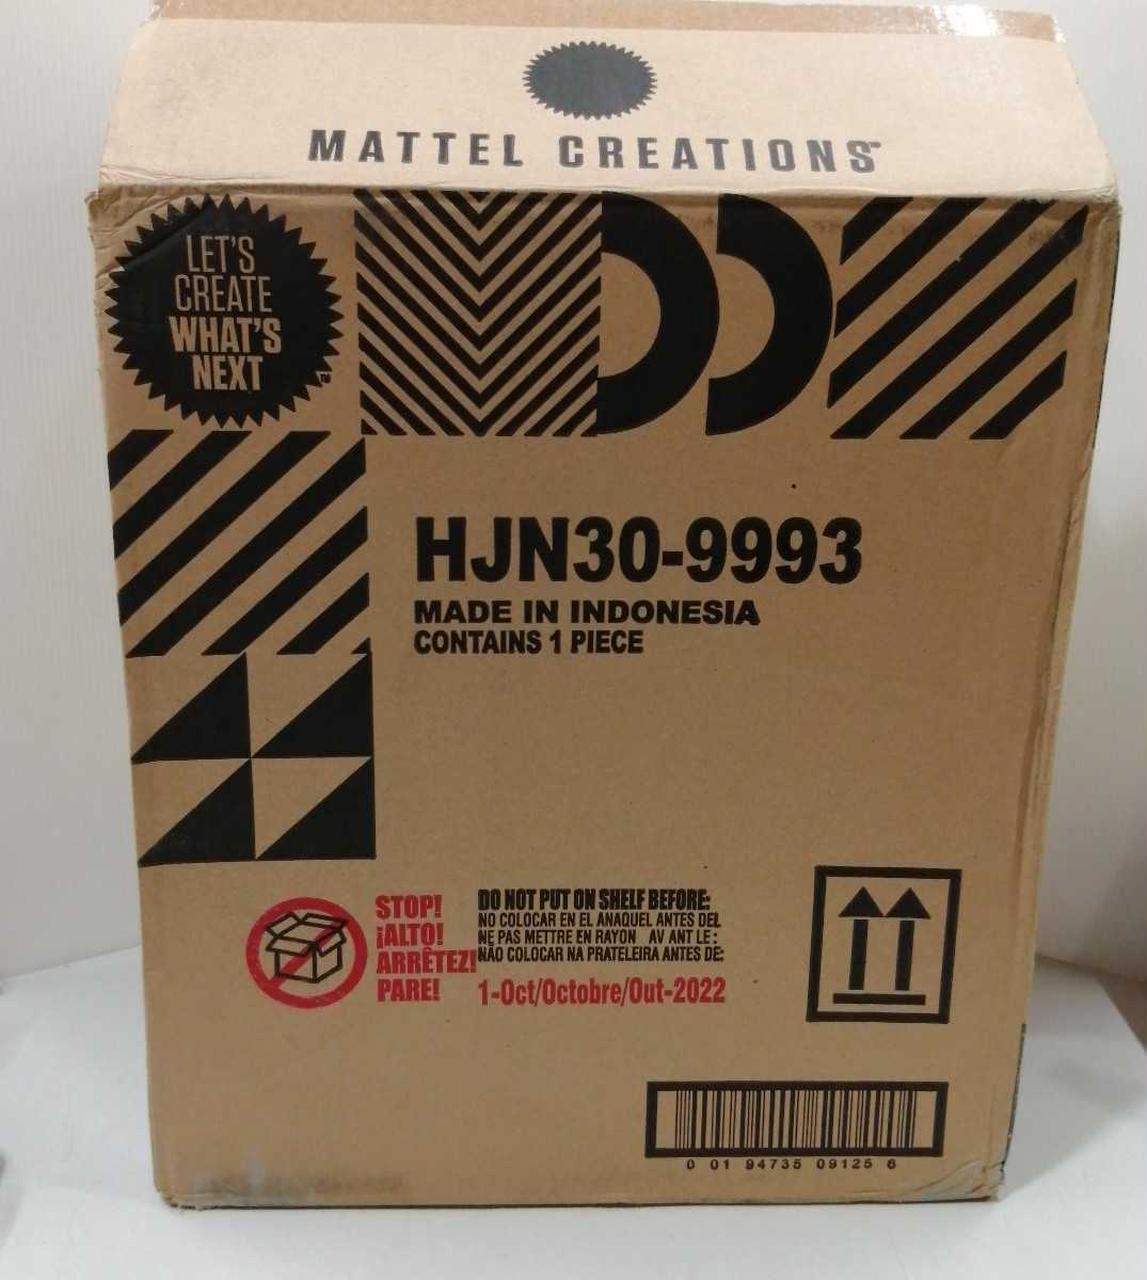 MATTEL CREATIONS™
LET'S
CREATE
WHAT'S
NEXT™
HJN30-9993
MADE IN INDONESIA
CONTAINS 1 PIECE
STOP!
¡ALTO!
ARRÊTEZ!
PARE!
DO NOT PUT ON SHELF BEFORE:
NO COLOCAR EN EL ANAQUEL ANTES DEL
NE PAS METTRE EN RAYON AV ANT LE :
NÃO COLOCAR NA PRATELEIRA ANTES DE:
1-Oct/Octobre/Out-2022
0 01 94735 09125 6